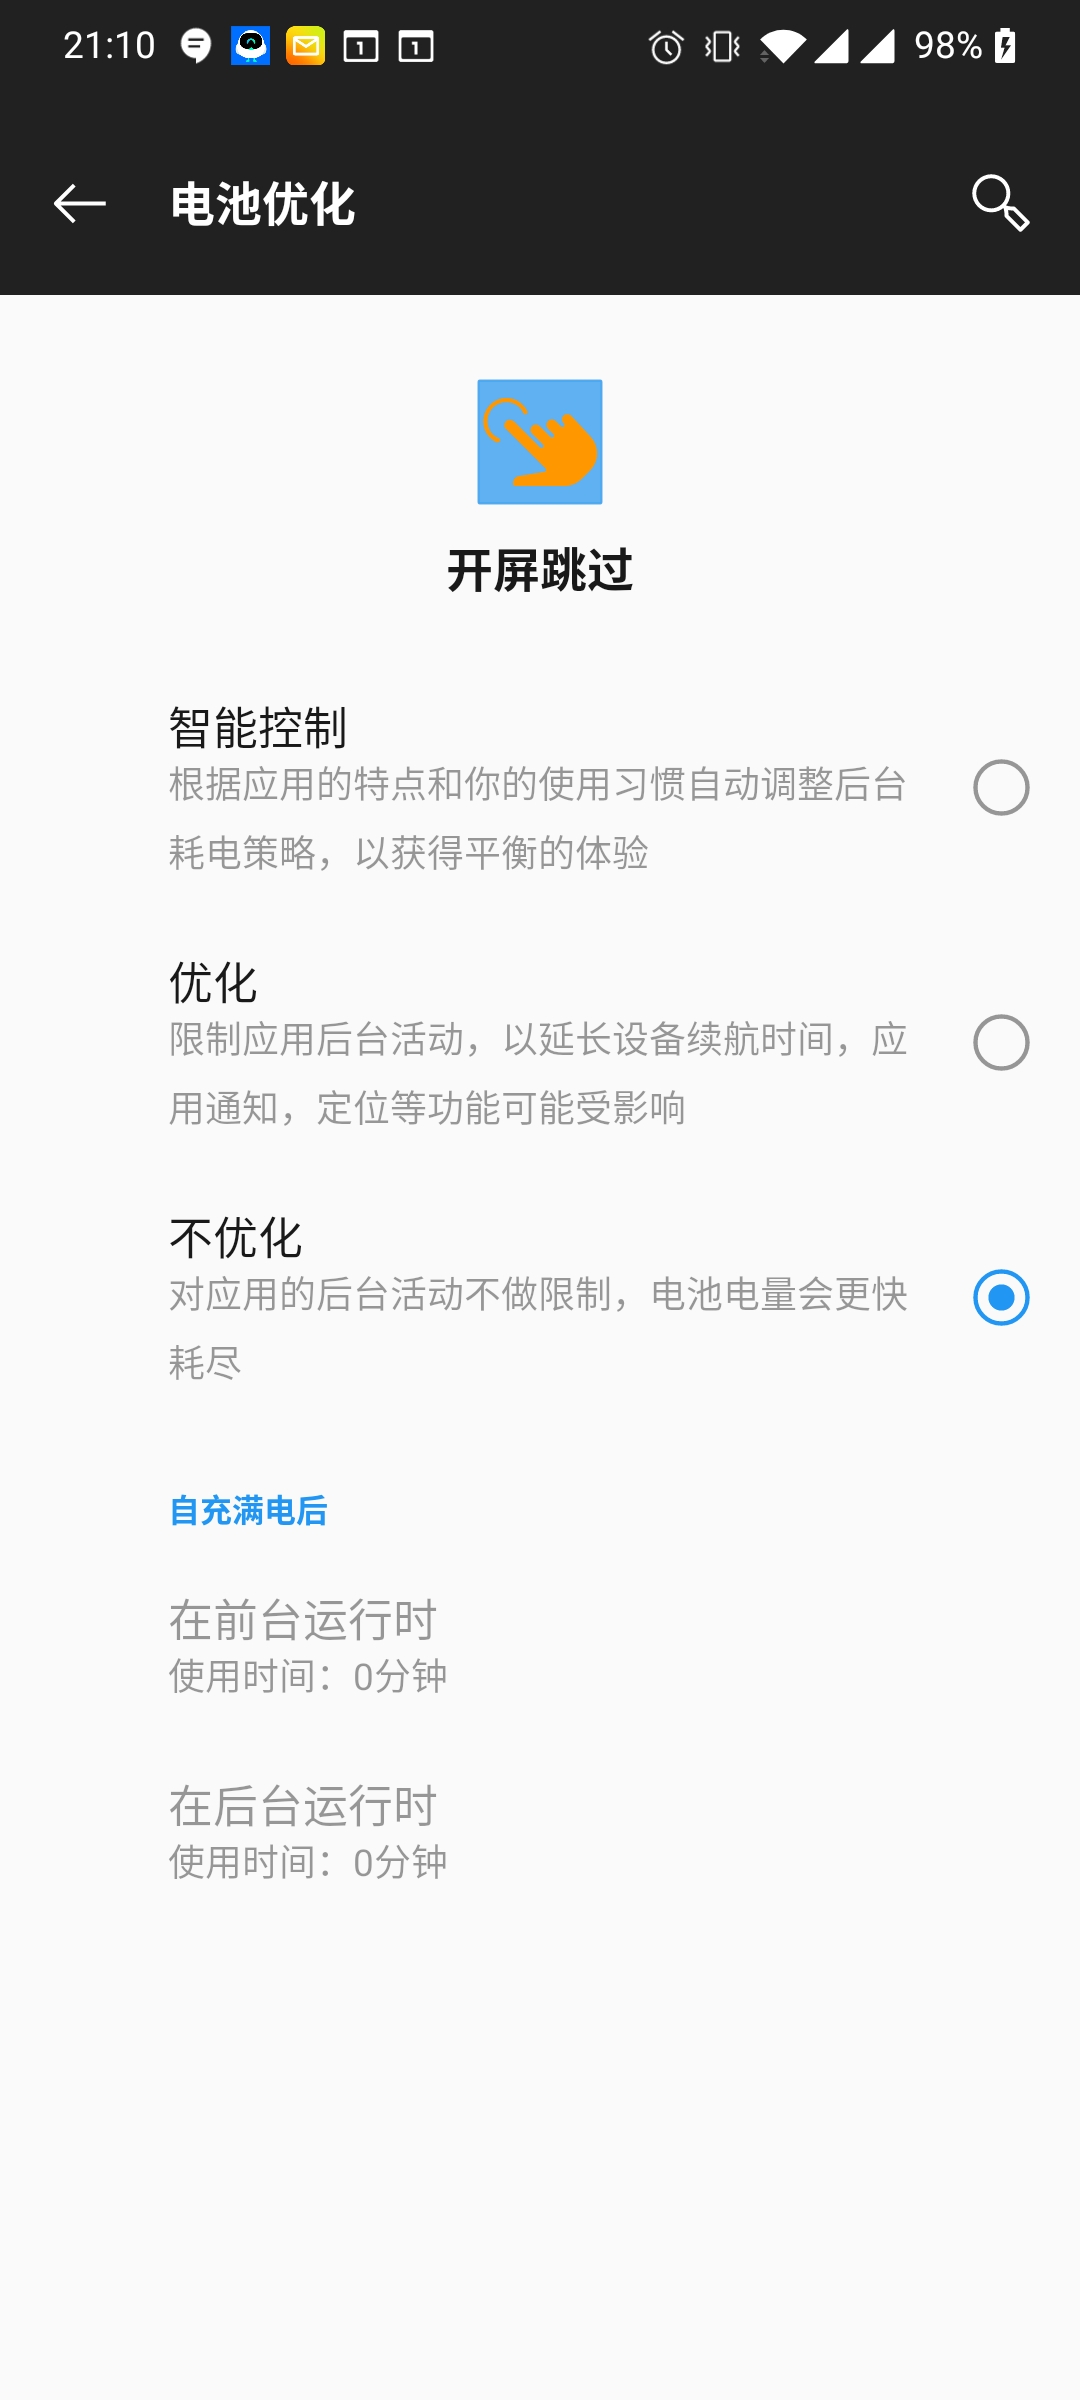 21:10
1
1
98%
电池优化
开屏跳过
智能控制
根据应用的特点和你的使用习惯自动调整后台
耗电策略，以获得平衡的体验
优化
限制应用后台活动，以延长设备续航时间，应
用通知，定位等功能可能受影响
不优化
对应用的后台活动不做限制，电池电量会更快
耗尽
自充满电后
在前台运行时
使用时间：0分钟
在后台运行时
使用时间：0分钟